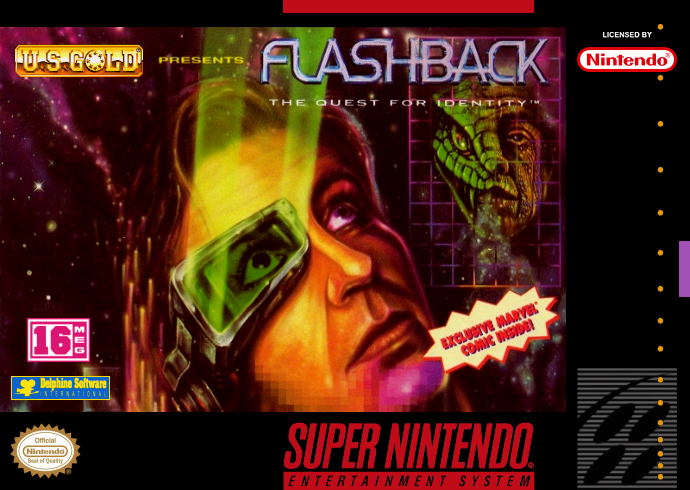 U.S. GOLD®
PRESENTS
FLASHBACK
THE QUEST FOR IDENTITY™
LICENSED BY
Nintendo®
EXCLUSIVE MARVEL
COMIC INSIDE!
16 MEG
Delphine Software
INTERNATIONAL
Official
Nintendo
Seal of Quality
SUPER NINTENDO®
ENTERTAINMENT SYSTEM